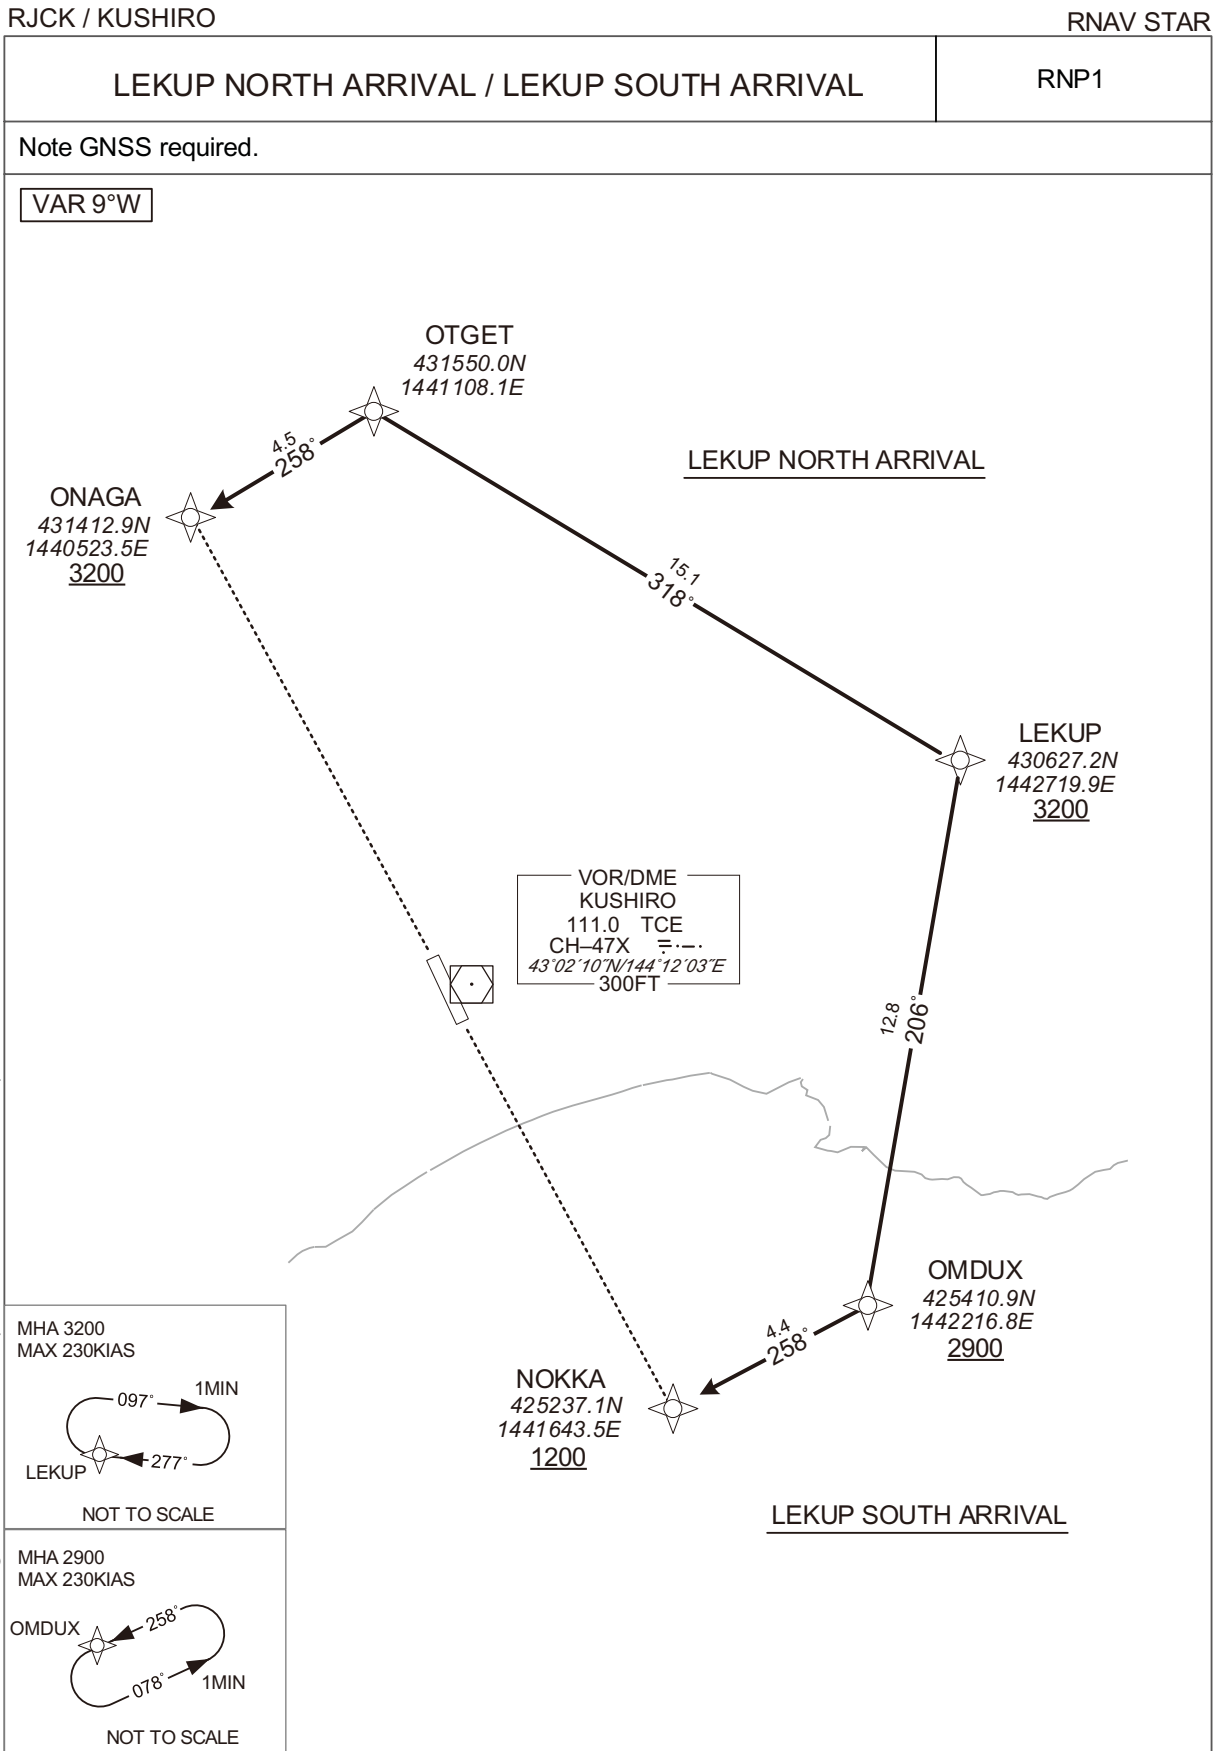 RJCK / KUSHIRO
RNAV STAR
LEKUP NORTH ARRIVAL / LEKUP SOUTH ARRIVAL
RNP1
Note GNSS required.
VAR 9°W
OTGET
431550.0N
1441108.1E
4.5
258°
LEKUP NORTH ARRIVAL
ONAGA
431412.9N
1440523.5E
3200
15.1
318°
LEKUP
430627.2N
1442719.9E
3200
VOR/DME
KUSHIRO
111.0 TCE
CH–47X
43°02′10″N/144°12′03″E
300FT
12.8
206°
OMDUX
425410.9N
1442216.8E
2900
4.4
258°
NOKKA
425237.1N
1441643.5E
1200
LEKUP SOUTH ARRIVAL
MHA 3200
MAX 230KIAS
097°
1MIN
277°
LEKUP
NOT TO SCALE
MHA 2900
MAX 230KIAS
258°
OMDUX
078°
1MIN
NOT TO SCALE